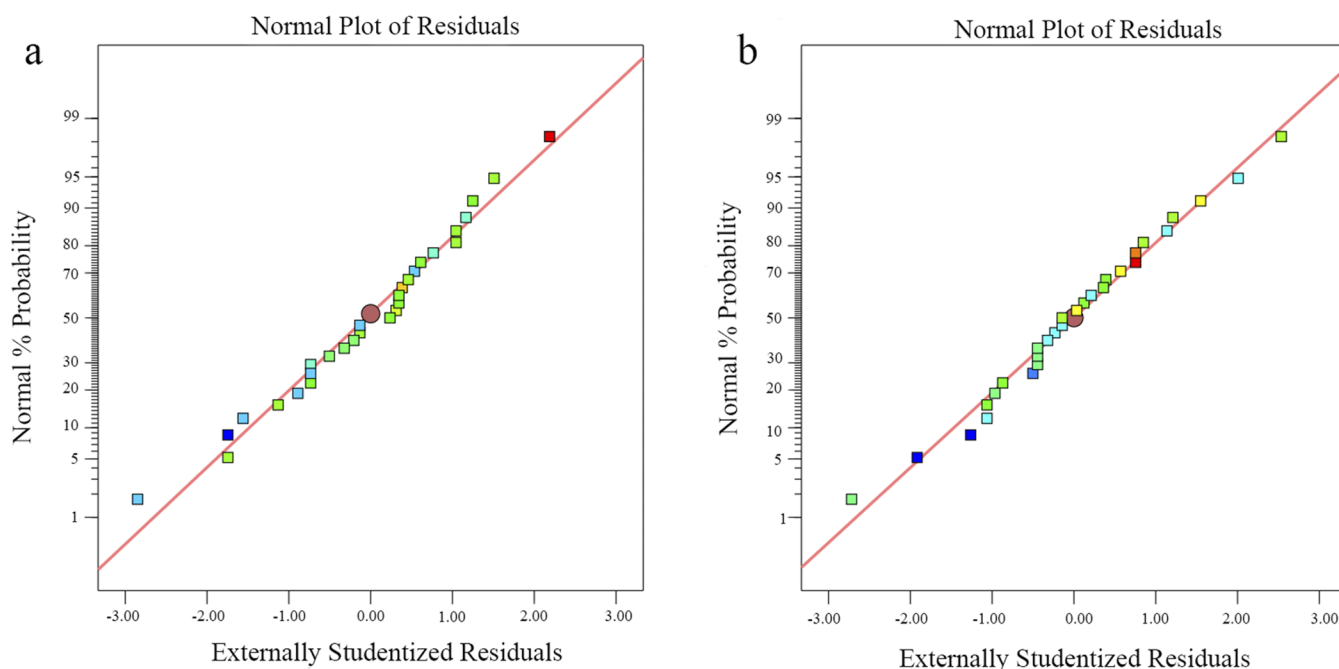 a
Normal Plot of Residuals
99
95
90
80
70
50
30
20
10
5
1
Normal % Probability
-3.00 -2.00 -1.00 0.00 1.00 2.00 3.00
Externally Studentized Residuals
b
Normal Plot of Residuals
99
95
90
80
70
50
30
20
10
5
1
Normal % Probability
-3.00 -2.00 -1.00 0.00 1.00 2.00 3.00
Externally Studentized Residuals